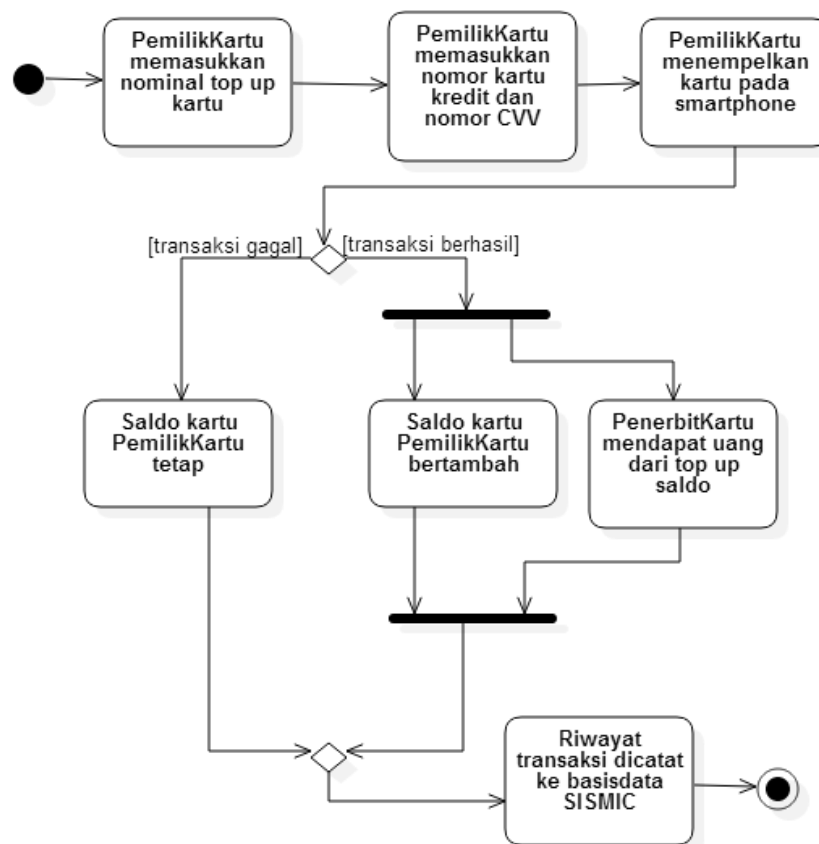 PemilikKartu
memasukkan
nominal top up
kartu
PemilikKartu
memasukkan
nomor kartu
kredit dan
nomor CVV
PemilikKartu
menempelkan
kartu pada
smartphone
[transaksi gagal]
[transaksi berhasil]
Saldo kartu
PemilikKartu
tetap
Saldo kartu
PemilikKartu
bertambah
PenerbitKartu
mendapat uang
dari top up
saldo
Riwayat
transaksi dicatat
ke basisdata
SISMIC